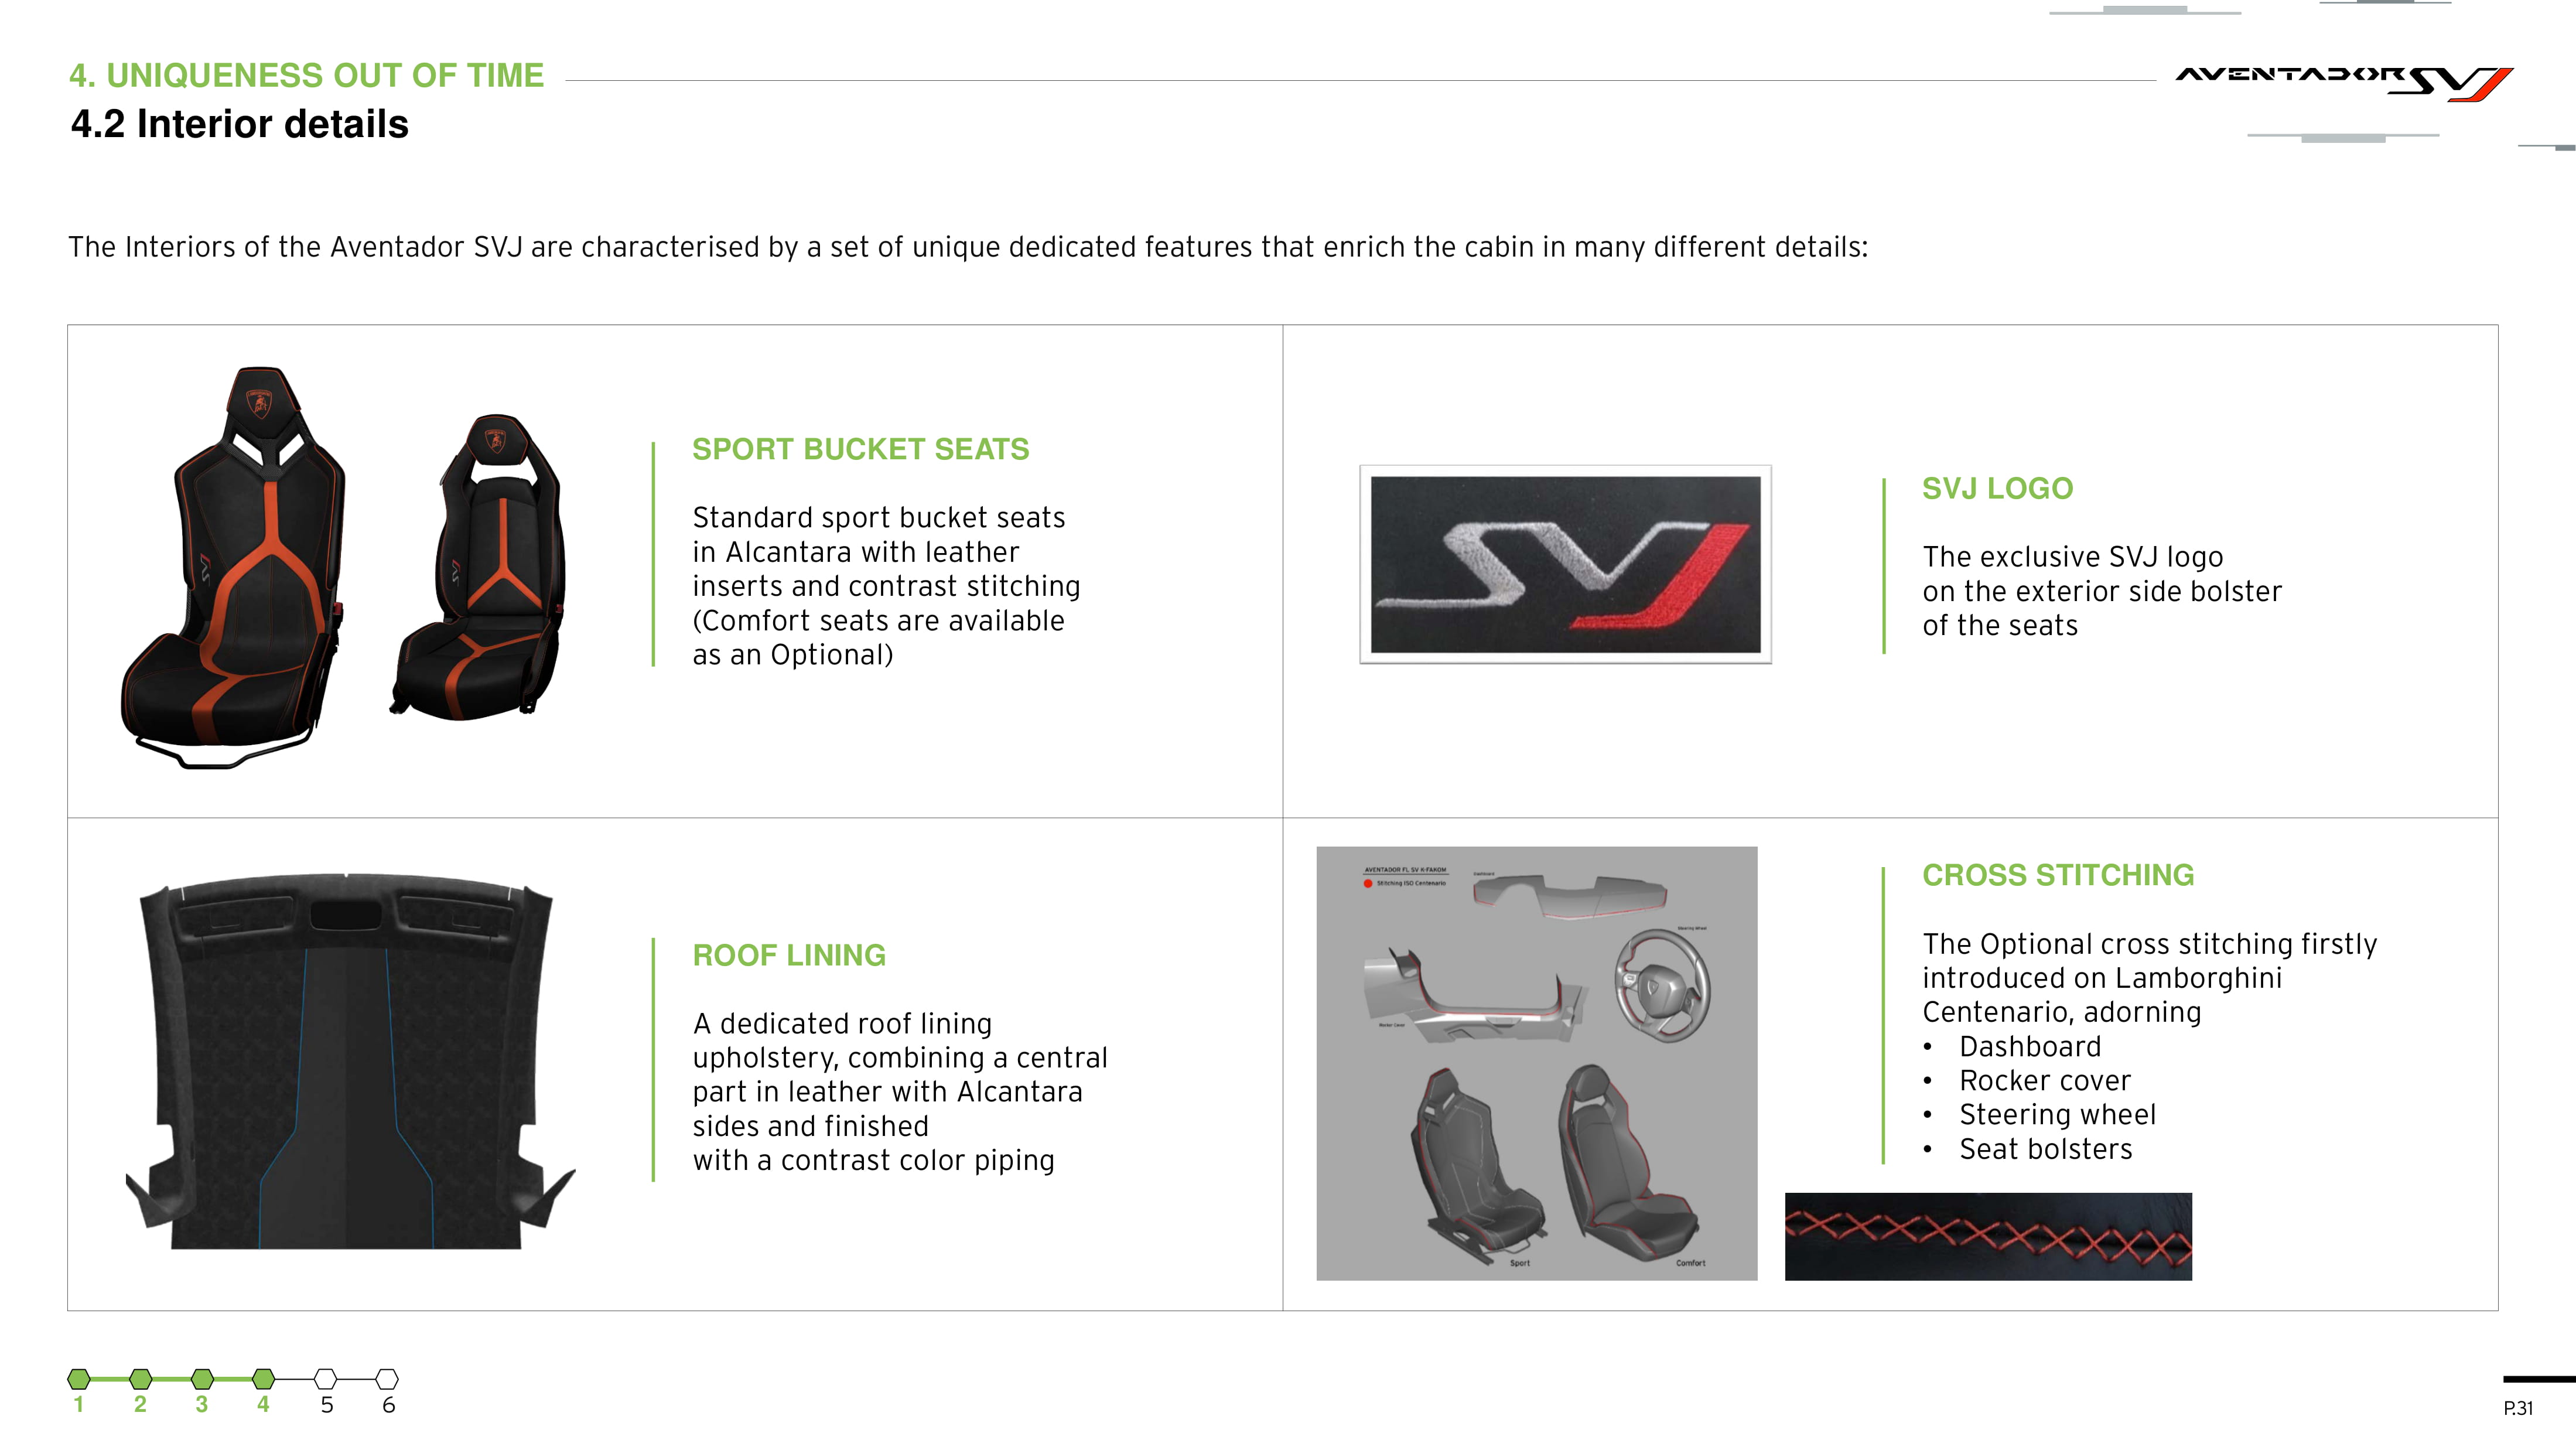 4. UNIQUENESS OUT OF TIME
AVENTADOR SVJ
4.2 Interior details
The Interiors of the Aventador SVJ are characterised by a set of unique dedicated features that enrich the cabin in many different details:
SPORT BUCKET SEATS
Standard sport bucket seats
in Alcantara with leather
inserts and contrast stitching
(Comfort seats are available
as an Optional)
SVJ
SVJ LOGO
The exclusive SVJ logo
on the exterior side bolster
of the seats
ROOF LINING
A dedicated roof lining
upholstery, combining a central
part in leather with Alcantara
sides and finished
with a contrast color piping
AVENTADOR FL SV K-FAKOM
Stitching ISO Centenario
Dashboard
Steering Wheel
Rocker Cover
Sport
Comfort
CROSS STITCHING
The Optional cross stitching firstly
introduced on Lamborghini
Centenario, adorning
• Dashboard
• Rocker cover
• Steering wheel
• Seat bolsters
1 2 3 4 5 6
P.31